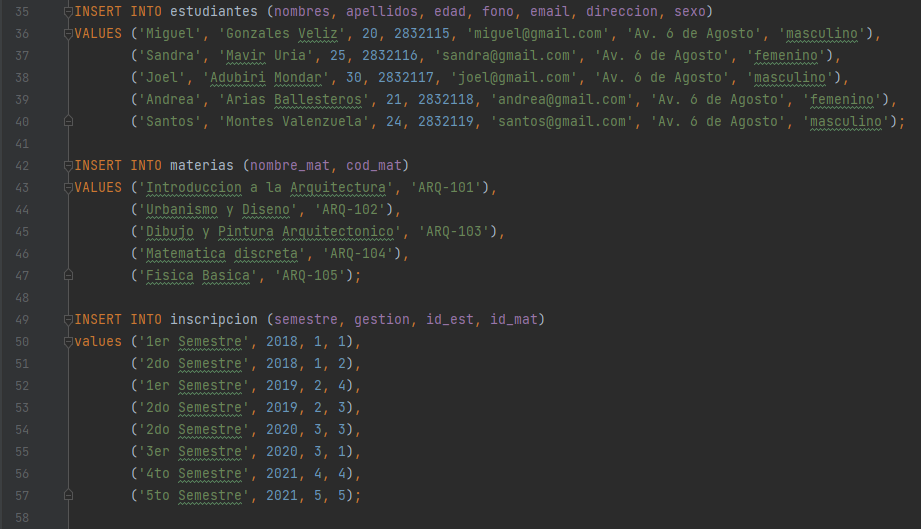 35 INSERT INTO estudiantes (nombres, apellidos, edad, fono, email, direccion, sexo)
36 VALUES ('Miguel', 'Gonzales Veliz', 20, 2832115, 'miguel@gmail.com', 'Av. 6 de Agosto', 'masculino'),
37 ('Sandra', 'Mavir Uria', 25, 2832116, 'sandra@gmail.com', 'Av. 6 de Agosto', 'femenino'),
38 ('Joel', 'Adubiri Mondar', 30, 2832117, 'joel@gmail.com', 'Av. 6 de Agosto', 'masculino'),
39 ('Andrea', 'Arias Ballesteros', 21, 2832118, 'andrea@gmail.com', 'Av. 6 de Agosto', 'femenino'),
40 ('Santos', 'Montes Valenzuela', 24, 2832119, 'santos@gmail.com', 'Av. 6 de Agosto', 'masculino');
41
42 INSERT INTO materias (nombre_mat, cod_mat)
43 VALUES ('Introduccion a la Arquitectura', 'ARQ-101'),
44 ('Urbanismo y Diseno', 'ARQ-102'),
45 ('Dibujo y Pintura Arquitectonico', 'ARQ-103'),
46 ('Matematica discreta', 'ARQ-104'),
47 ('Fisica Basica', 'ARQ-105');
48
49 INSERT INTO inscripcion (semestre, gestion, id_est, id_mat)
50 values ('1er Semestre', 2018, 1, 1),
51 ('2do Semestre', 2018, 1, 2),
52 ('1er Semestre', 2019, 2, 4),
53 ('2do Semestre', 2019, 2, 3),
54 ('2do Semestre', 2020, 3, 3),
55 ('3er Semestre', 2020, 3, 1),
56 ('4to Semestre', 2021, 4, 4),
57 ('5to Semestre', 2021, 5, 5);
58